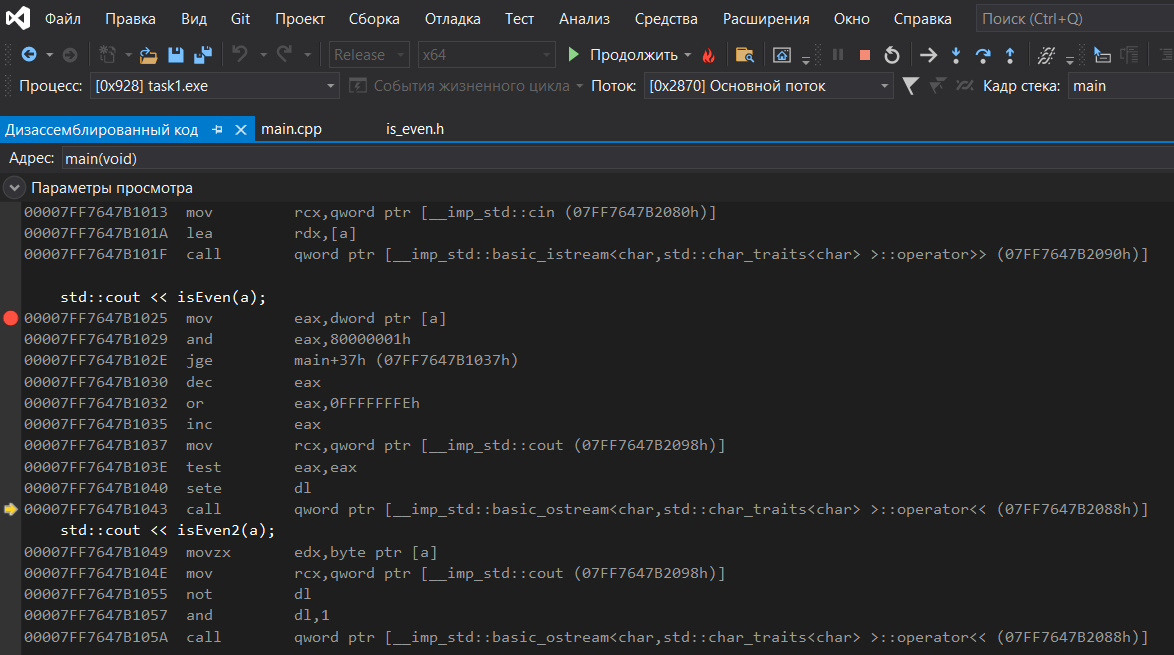 Файл Правка Вид Git Проект Сборка Отладка Тест Анализ Средства Расширения Окно Справка Поиск (Ctrl+Q)
Release x64 Продолжить
Процесс: [0x928] task1.exe События жизненного цикла Поток: [0x2870] Основной поток Кадр стека: main
Дизассемблированный код main.cpp is_even.h
Адрес: main(void)
Параметры просмотра
00007FF7647B1013 mov rcx,qword ptr [__imp_std::cin (07FF7647B2080h)]
00007FF7647B101A lea rdx,[a]
00007FF7647B101F call qword ptr [__imp_std::basic_istream<char,std::char_traits<char> >::operator>> (07FF7647B2090h)]
std::cout << isEven(a);
00007FF7647B1025 mov eax,dword ptr [a]
00007FF7647B1029 and eax,80000001h
00007FF7647B102E jge main+37h (07FF7647B1037h)
00007FF7647B1030 dec eax
00007FF7647B1032 or eax,0FFFFFFFEh
00007FF7647B1035 inc eax
00007FF7647B1037 mov rcx,qword ptr [__imp_std::cout (07FF7647B2098h)]
00007FF7647B103E test eax,eax
00007FF7647B1040 sete dl
00007FF7647B1043 call qword ptr [__imp_std::basic_ostream<char,std::char_traits<char> >::operator<< (07FF7647B2088h)]
std::cout << isEven2(a);
00007FF7647B1049 movzx edx,byte ptr [a]
00007FF7647B104E mov rcx,qword ptr [__imp_std::cout (07FF7647B2098h)]
00007FF7647B1055 not dl
00007FF7647B1057 and dl,1
00007FF7647B105A call qword ptr [__imp_std::basic_ostream<char,std::char_traits<char> >::operator<< (07FF7647B2088h)]